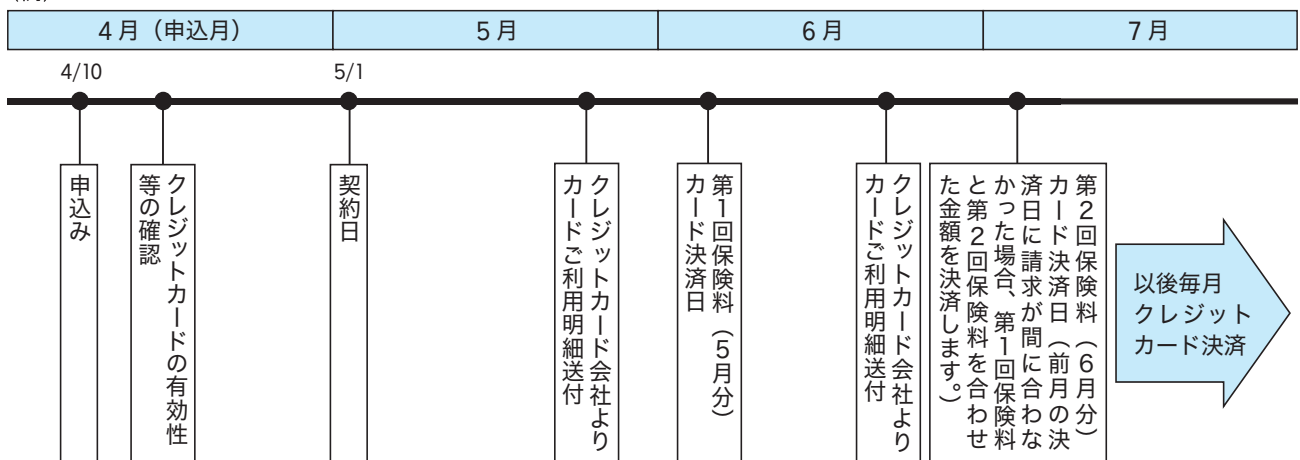 4月（申込月）
5月
6月
7月
4/10
5/1
申込み
クレジットカードの有効性
等の確認
契約日
クレジットカード会社より
カードご利用明細送付
第1回保険料（5月分）
カード決済日
クレジットカード会社より
カードご利用明細送付
第2回保険料（6月分）
カード決済日（前月の決
済日に請求が間に合わな
かった場合、第1回保険料
と第2回保険料を合わせ
た金額を決済します。）
以後毎月
クレジット
カード決済